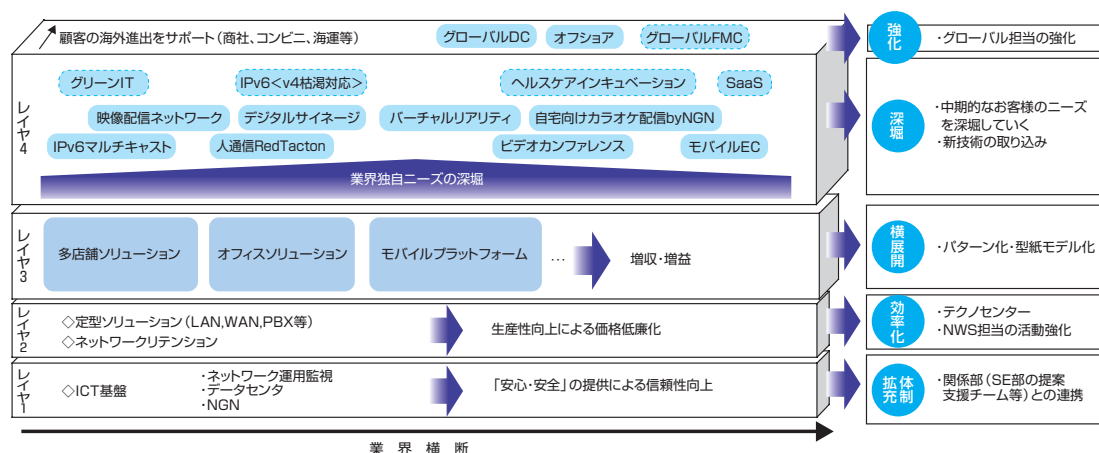 顧客の海外進出をサポート（商社、コンビニ、海運等）
グローバルDC
オフショア
グローバルFMC
強化
・グローバル担当の強化
レイヤ4
グリーンIT
IPv6＜v4枯渇対応＞
ヘルスケアインキュベーション
SaaS
映像配信ネットワーク
デジタルサイネージ
バーチャルリアリティ
自宅向けカラオケ配信byNGN
IPv6マルチキャスト
人通信RedTacton
ビデオカンファレンス
モバイルEC
業界独自ニーズの深堀
深堀
・中期的なお客様のニーズ
を深堀していく
・新技術の取り込み
レイヤ3
多店舗ソリューション
オフィスソリューション
モバイルプラットフォーム
…
増収・増益
横展開
・パターン化・型紙モデル化
レイヤ2
◇定型ソリューション（LAN,WAN,PBX等）
◇ネットワークリテンション
生産性向上による価格低廉化
効率化
・テクノセンター
・NWS担当の活動強化
レイヤ1
◇ICT基盤
・ネットワーク運用監視
・データセンタ
・NGN
「安心・安全」の提供による信頼性向上
体制拡充
・関係部（SE部の提案
支援チーム等）との連携
業界横断